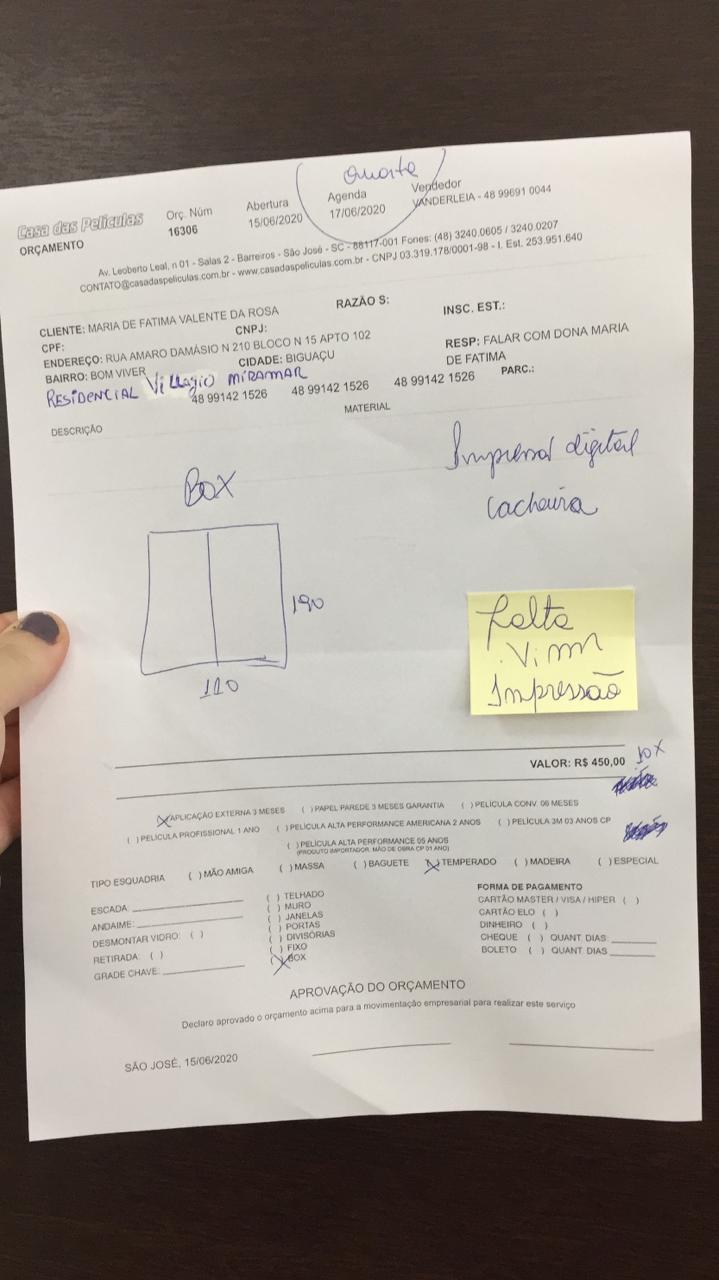 Quarta
Casa das Películas
ORÇAMENTO
Orç. Núm
16306
Abertura
15/06/2020
Agenda
17/06/2020
Vendedor
VANDERLEIA - 48 99691 0044
Av. Leoberto Leal, n 01 - Salas 2 - Barreiros - São José - SC - 88117-001 Fones: (48) 3240.0605 / 3240.0207
CONTATO@casadaspeliculas.com.br - www.casadaspeliculas.com.br - CNPJ 03.319.178/0001-98 - I. Est. 253.951.640
CLIENTE: MARIA DE FATIMA VALENTE DA ROSA RAZÃO S: INSC. EST.:
CPF: CNPJ:
ENDEREÇO: RUA AMARO DAMÁSIO N 210 BLOCO N 15 APTO 102 RESP: FALAR COM DONA MARIA DE FATIMA
BAIRRO: BOM VIVER CIDADE: BIGUAÇU PARC.:
RESIDENCIAL Villagio MIRAMAR
48 99142 1526 48 99142 1526 48 99142 1526
DESCRIÇÃO MATERIAL
Impressa digital
cachoeira
BOX
190
110
Falta
Vim
Impressão
VALOR: R$ 450,00 10X
(X)APLICAÇÃO EXTERNA 3 MESES ( )PAPEL PAREDE 3 MESES GARANTIA ( )PELÍCULA CONV. 06 MESES
( )PELÍCULA PROFISSIONAL 1 ANO ( )PELÍCULA ALTA PERFORMANCE AMERICANA 2 ANOS ( )PELÍCULA 3M 03 ANOS CP
( )PELÍCULA ALTA PERFORMANCE 05 ANOS
(PRODUTO IMPORTADOR. MÃO DE OBRA CP 01 ANO)
TIPO ESQUADRIA ( )MÃO AMIGA ( )MASSA ( )BAGUETE (X)TEMPERADO ( )MADEIRA ( )ESPECIAL
ESCADA:
ANDAIME:
DESMONTAR VIDRO: ( )
RETIRADA: ( )
GRADE CHAVE:
( ) TELHADO
( ) MURO
( ) JANELAS
( ) PORTAS
( ) DIVISÓRIAS
( ) FIXO
(X) BOX
FORMA DE PAGAMENTO
CARTÃO MASTER / VISA / HIPER ( )
CARTÃO ELO ( )
DINHEIRO ( )
CHEQUE ( ) QUANT. DIAS:
BOLETO ( ) QUANT. DIAS
APROVAÇÃO DO ORÇAMENTO
Declaro aprovado o orçamento acima para a movimentação empresarial para realizar este serviço
SÃO JOSÉ, 15/06/2020